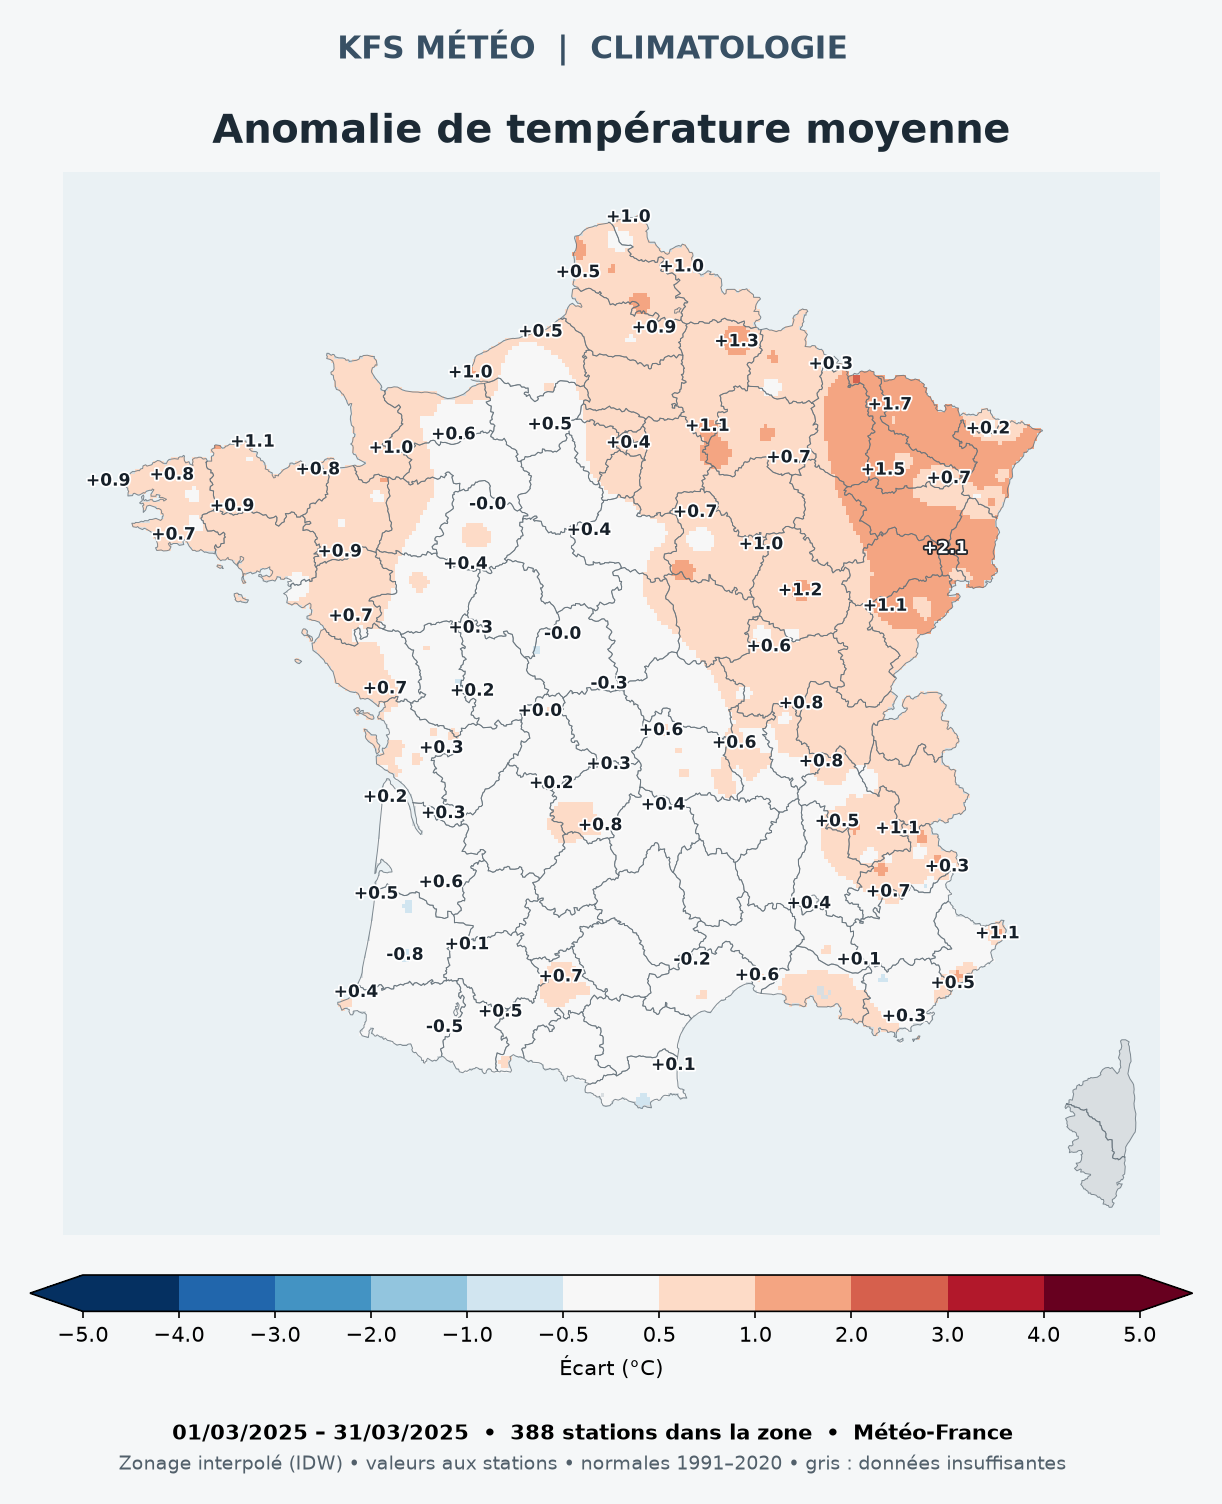 KFS MÉTÉO | CLIMATOLOGIE
Anomalie de température moyenne
+1.0
+0.5 +1.0
+0.5 +0.9 +1.3
+1.0 +0.3
+1.7
+0.6 +0.5 +1.1 +0.2
+1.1 +1.0 +0.4 +0.7
+0.9 +0.8 +0.8 +1.5 +0.7
+0.9 -0.0 +0.7
+0.7 +0.9 +0.4 +1.0 +2.1
+0.4 +1.2
+0.7 +0.3 -0.0 +1.1
+0.6
+0.7 +0.2 -0.3
+0.0 +0.8
+0.3 +0.6 +0.6
+0.3 +0.8
+0.2 +0.2
+0.3 +0.8 +0.4 +0.5 +1.1
+0.3
+0.5 +0.6 +0.4 +0.7
+0.1 +1.1
-0.8 -0.2 +0.1
+0.4 +0.7 +0.6 +0.5
-0.5 +0.5 +0.3
+0.1
−5.0 −4.0 −3.0 −2.0 −1.0 −0.5 0.5 1.0 2.0 3.0 4.0 5.0
Écart (°C)
01/03/2025 – 31/03/2025 • 388 stations dans la zone • Météo-France
Zonage interpolé (IDW) • valeurs aux stations • normales 1991–2020 • gris : données insuffisantes